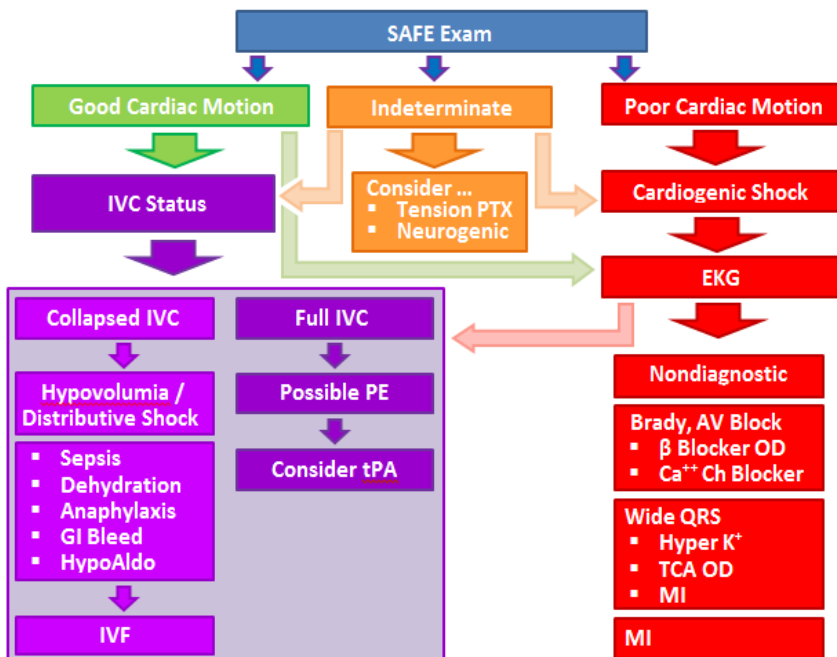 SAFE Exam
Good Cardiac Motion
Indeterminate
Poor Cardiac Motion
IVC Status
Consider ...
▪ Tension PTX
▪ Neurogenic
Cardiogenic Shock
EKG
Collapsed IVC
Full IVC
Hypovolumia /
Distributive Shock
Possible PE
▪ Sepsis
▪ Dehydration
▪ Anaphylaxis
▪ GI Bleed
▪ HypoAldo
Consider tPA
IVF
Nondiagnostic
Brady, AV Block
▪ β Blocker OD
▪ Ca⁺⁺ Ch Blocker
Wide QRS
▪ Hyper K⁺
▪ TCA OD
▪ MI
MI